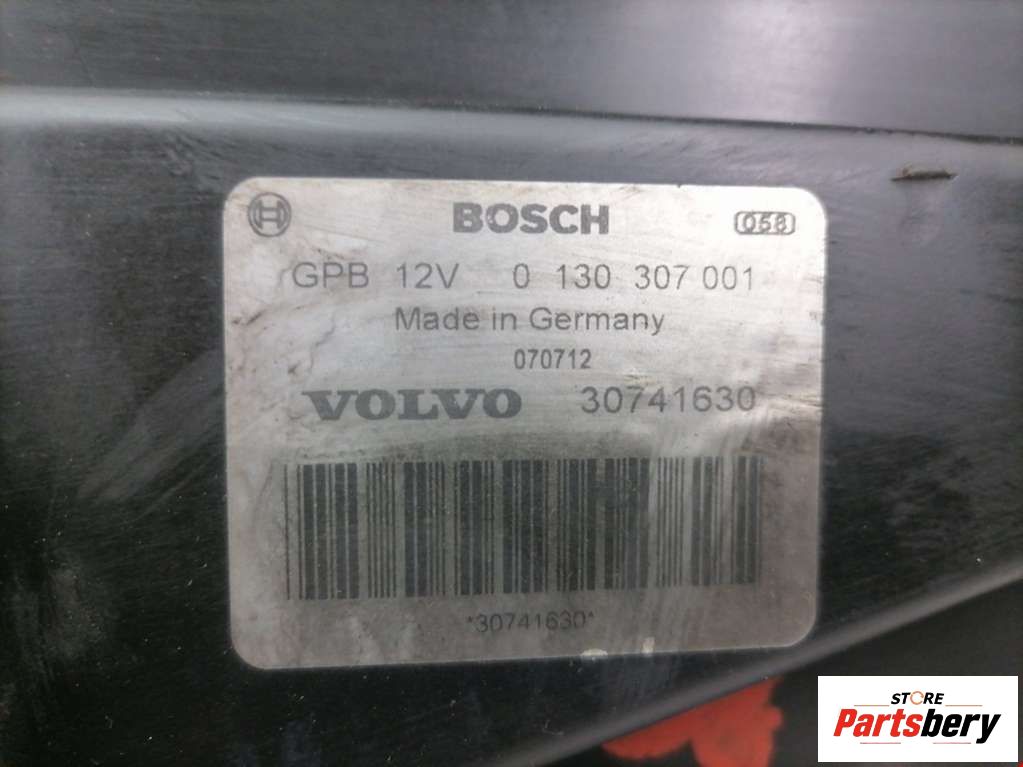 BOSCH 058
GPB 12V 0 130 307 001
Made in Germany
070712
VOLVO 30741630
*30741630*
STORE
Partsbery